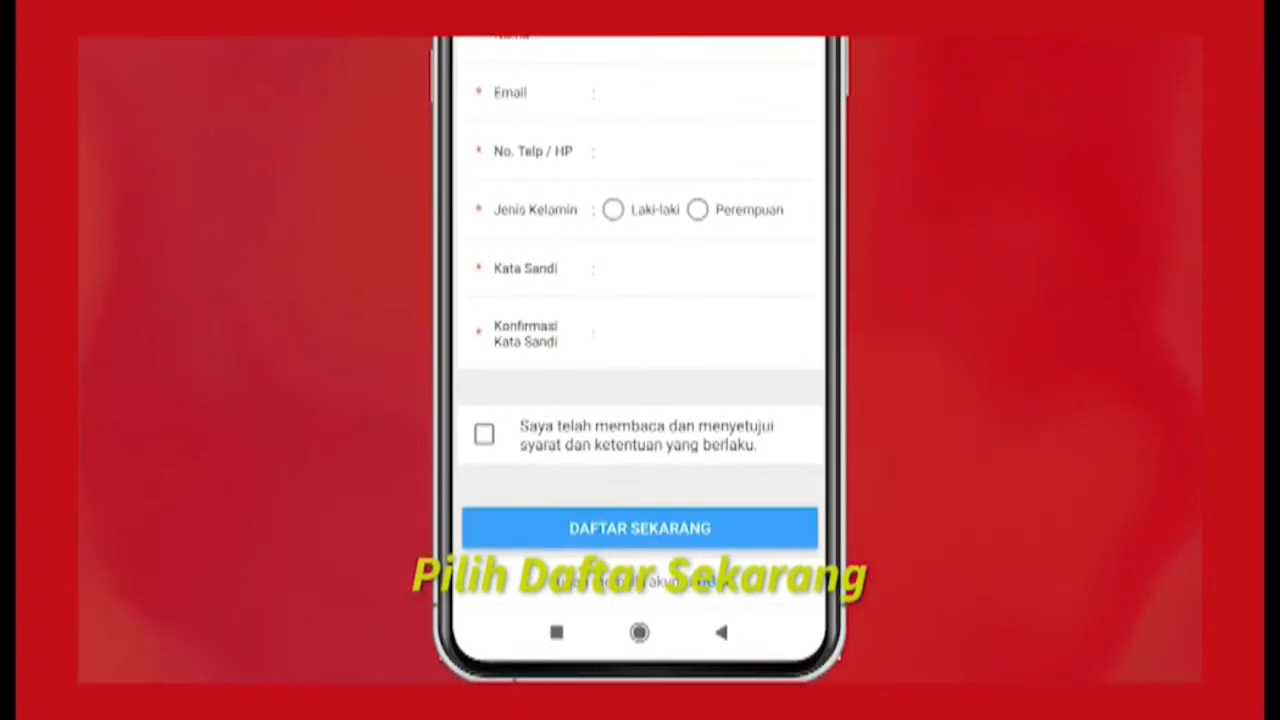 * Email :
* No. Telp / HP :
* Jenis Kelamin : Laki-laki Perempuan
* Kata Sandi :
* Konfirmasi
Kata Sandi :
Saya telah membaca dan menyetujui
syarat dan ketentuan yang berlaku.
DAFTAR SEKARANG
Pilih Daftar Sekarang